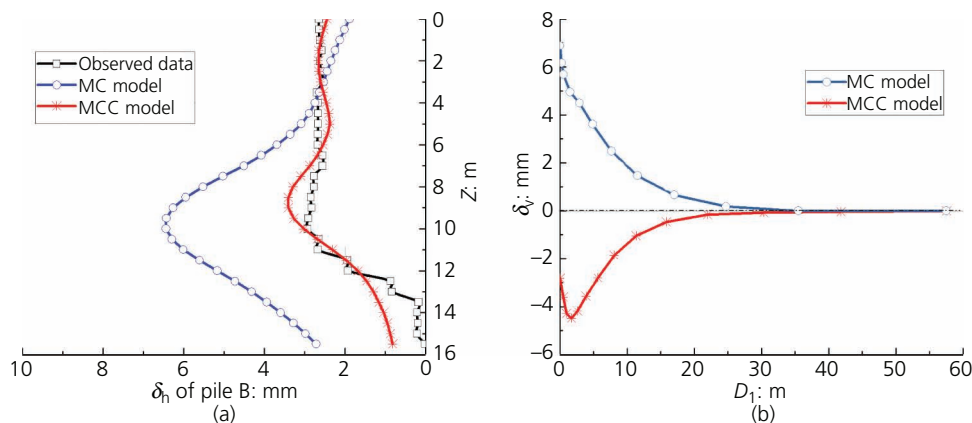 Observed data
MC model
MCC model
0
2
4
6
8
10
12
14
16
Z: m
10 8 6 4 2 0
δh of pile B: mm
(a)
MC model
MCC model
8
6
4
2
0
−2
−4
−6
δv: mm
0 10 20 30 40 50 60
D1: m
(b)